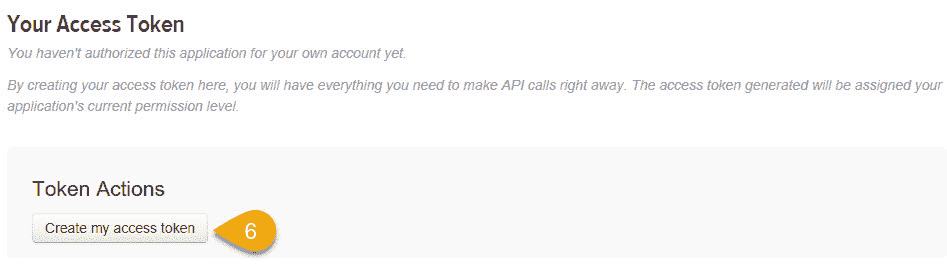 Your Access Token
You haven't authorized this application for your own account yet.
By creating your access token here, you will have everything you need to make API calls right away. The access token generated will be assigned your
application's current permission level.
Token Actions
Create my access token
6